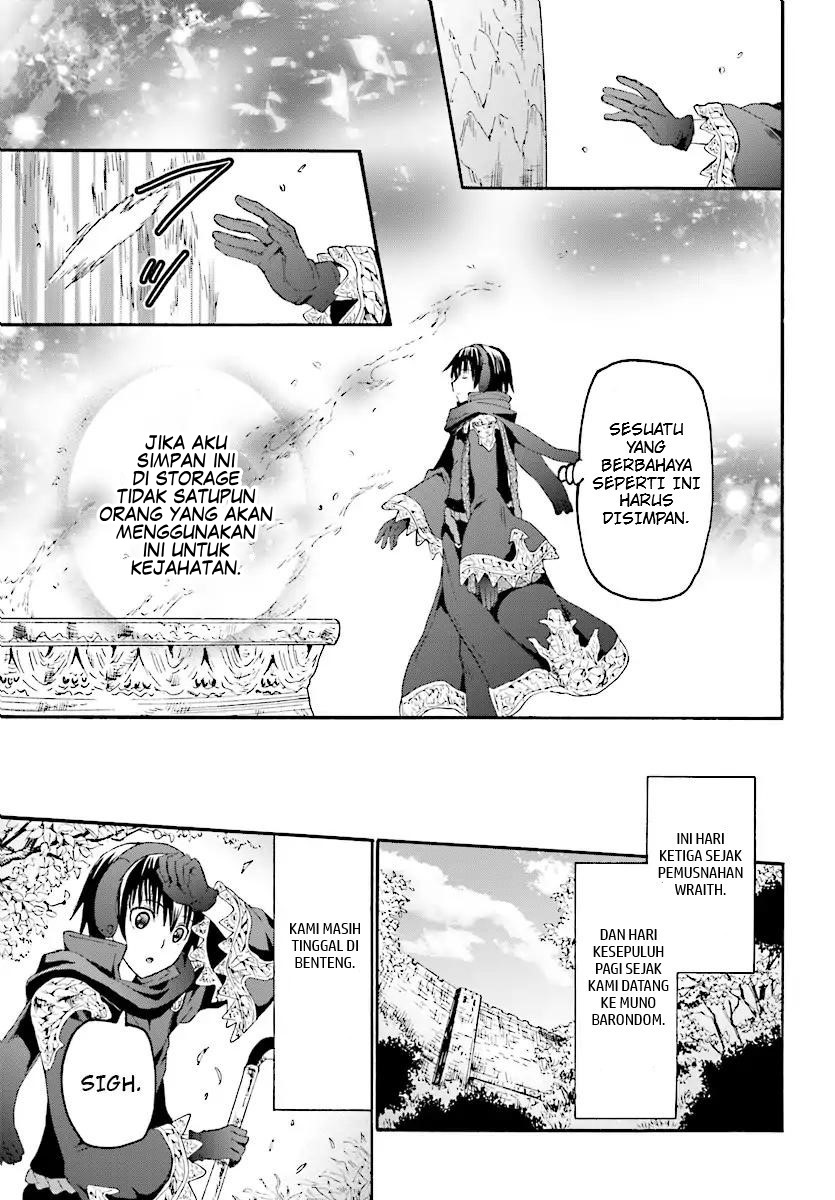 SESUATU
YANG
BERBAHAYA
SEPERTI INI
HARUS
DISIMPAN.
JIKA AKU
SIMPAN INI
DI STORAGE
TIDAK SATUPUN
ORANG YANG AKAN
MENGGUNAKAN
INI UNTUK
KEJAHATAN.
INI HARI
KETIGA SEJAK
PEMUSNAHAN
WRAITH.
DAN HARI
KESEPULUH
PAGI SEJAK
KAMI DATANG
KE MUNO
BARONDOM.
KAMI MASIH
TINGGAL DI
BENTENG.
SIGH.